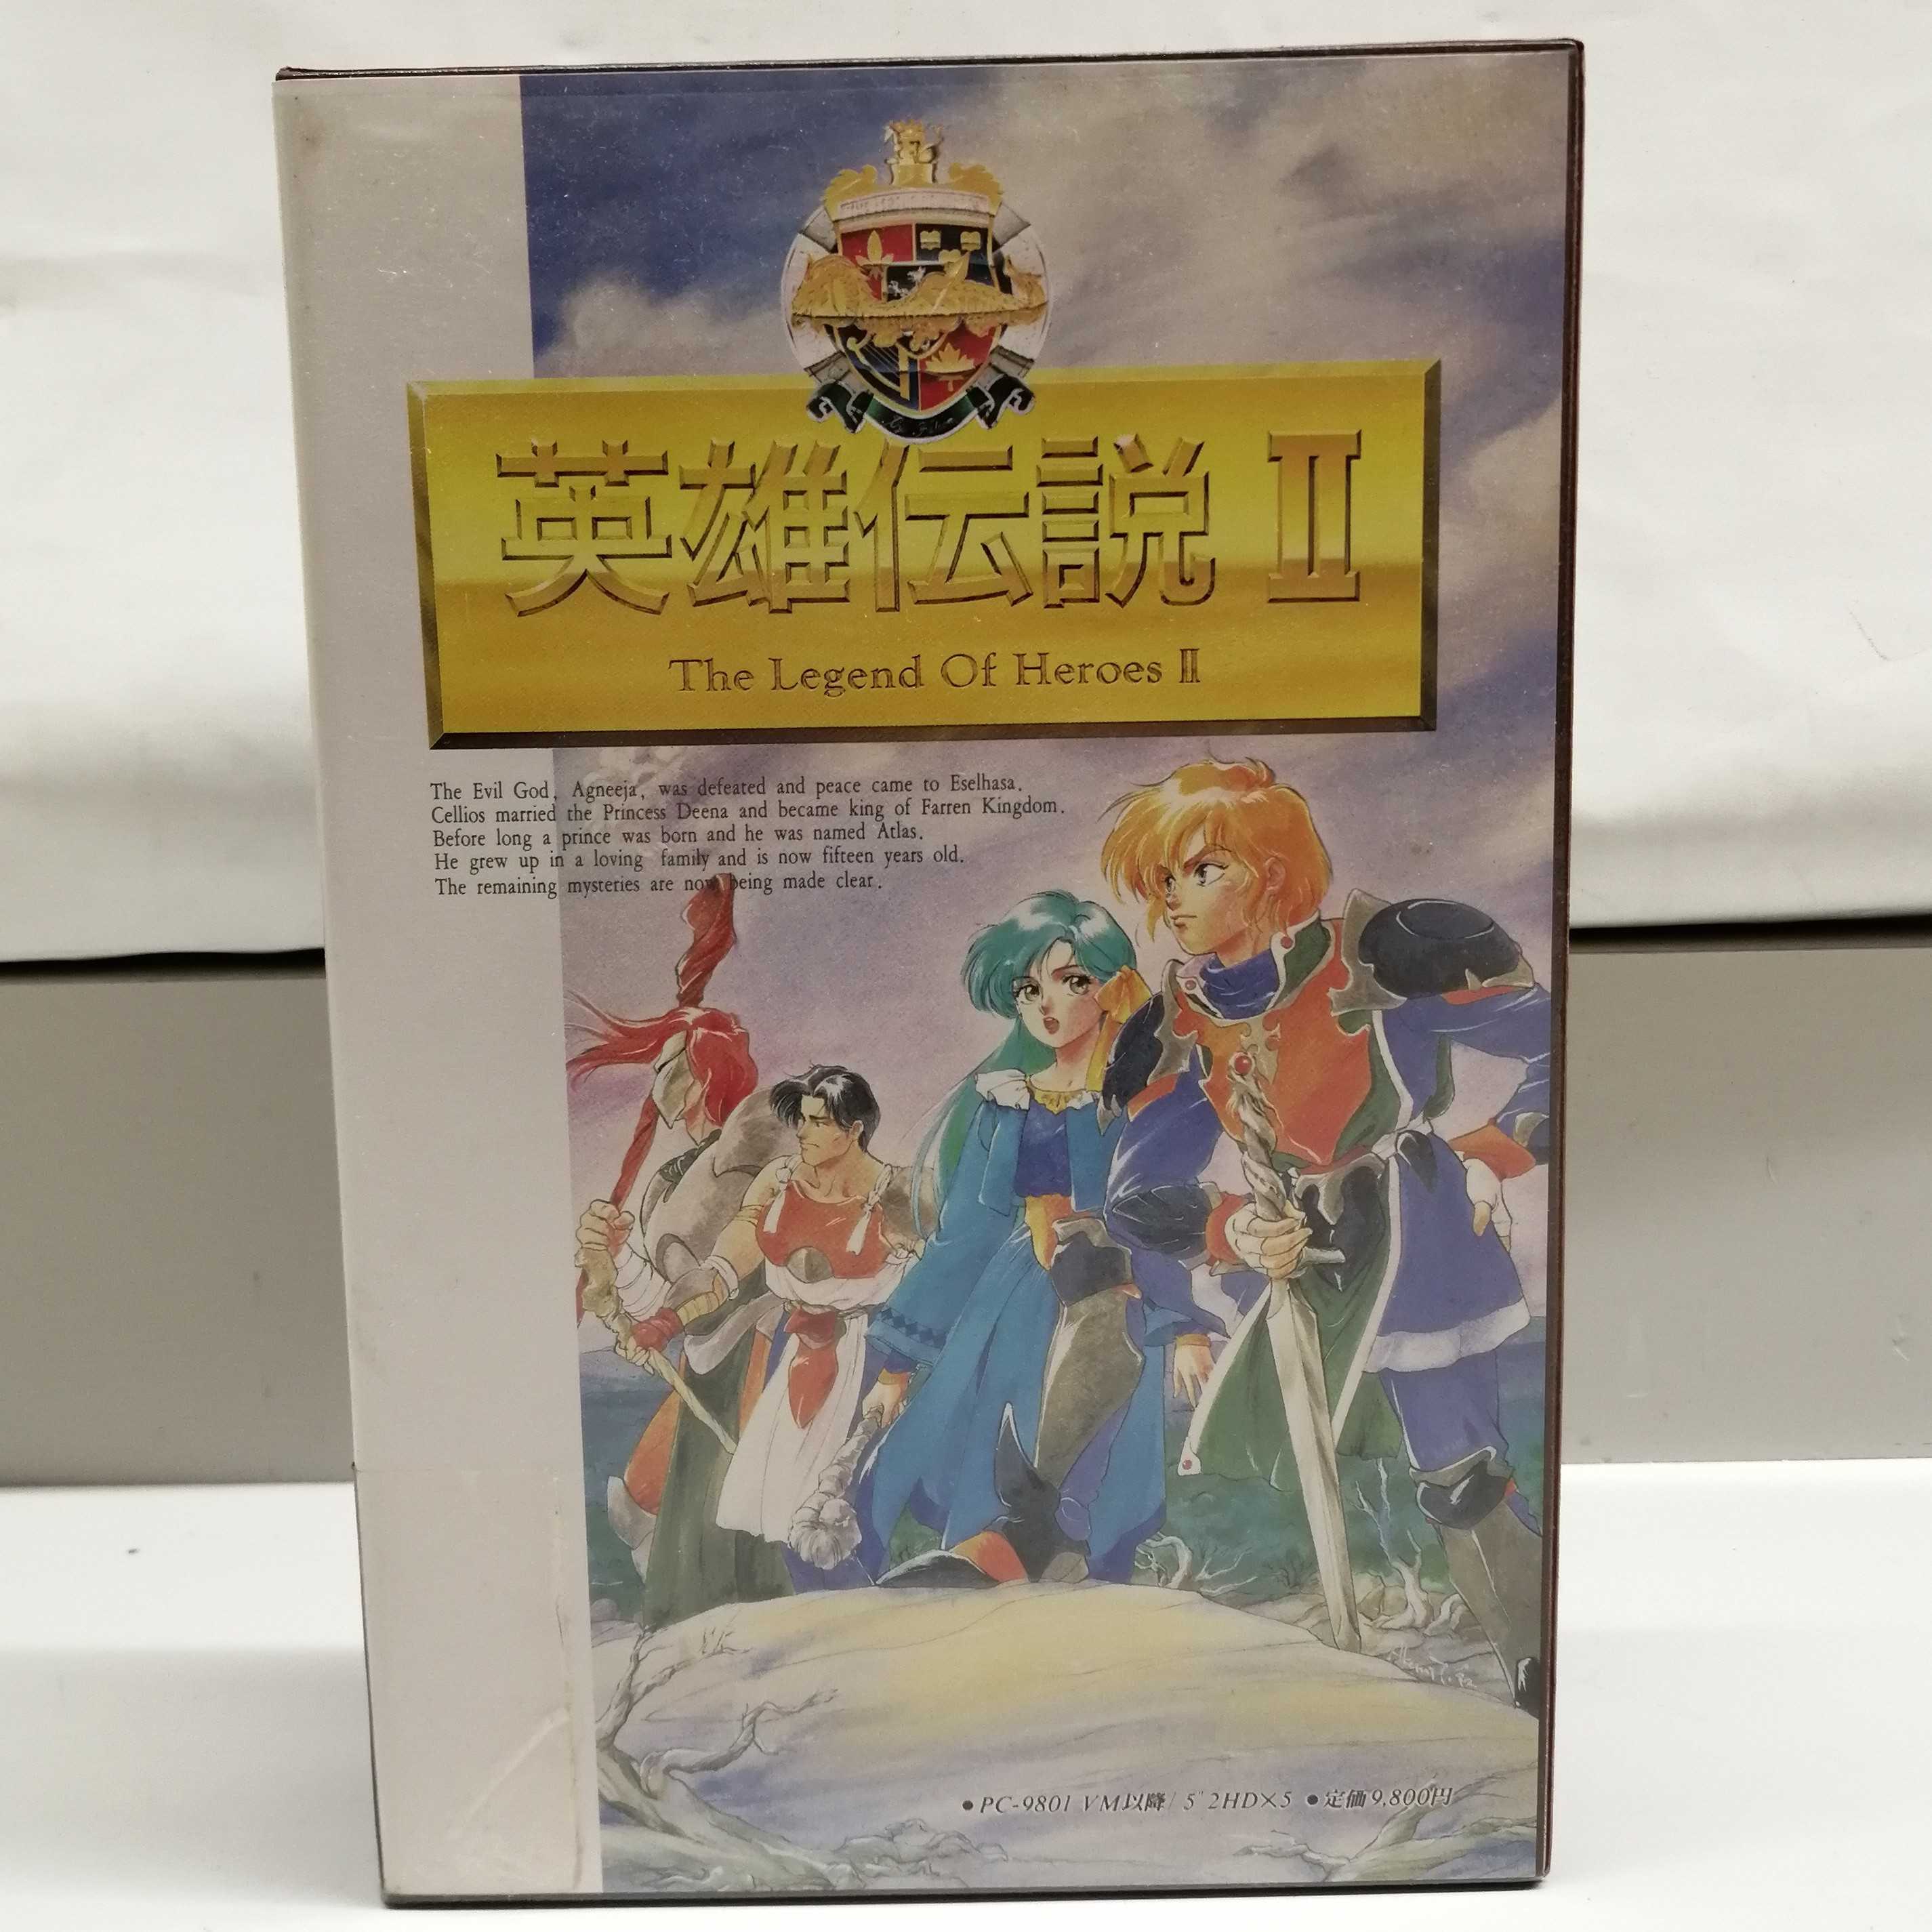 英雄伝説 Ⅱ
The Legend Of Heroes Ⅱ
The Evil God, Agneeja, was defeated and peace came to Eselhasa.
Cellios married the Princess Deena and became king of Farren Kingdom.
Before long a prince was born and he was named Atlas.
He grew up in a loving family and is now fifteen years old.
The remaining mysteries are now being made clear.
●PC-9801 VM以降/5"2HD×5 ●定価9,800円